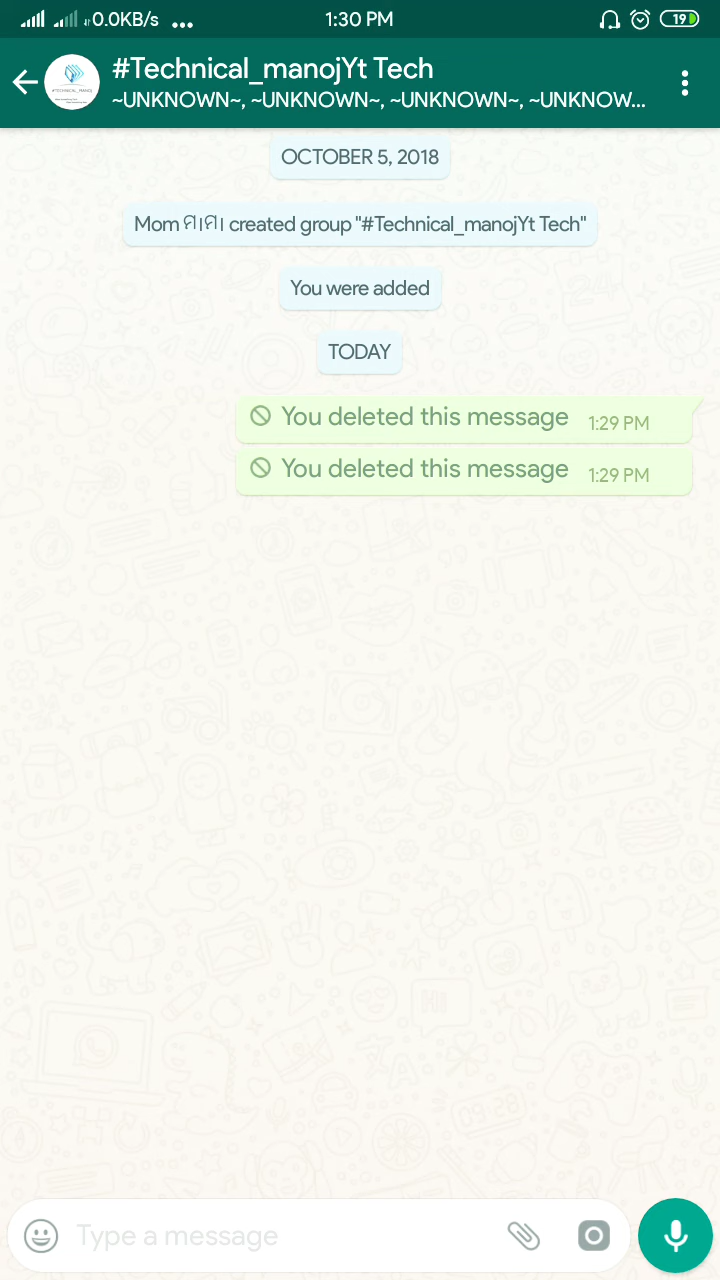 0.0KB/s ... 1:30 PM 19
#Technical_manojYt Tech
~UNKNOWN~, ~UNKNOWN~, ~UNKNOWN~, ~UNKNOW...
OCTOBER 5, 2018
Mom created group "#Technical_manojYt Tech"
You were added
TODAY
You deleted this message 1:29 PM
You deleted this message 1:29 PM
Type a message